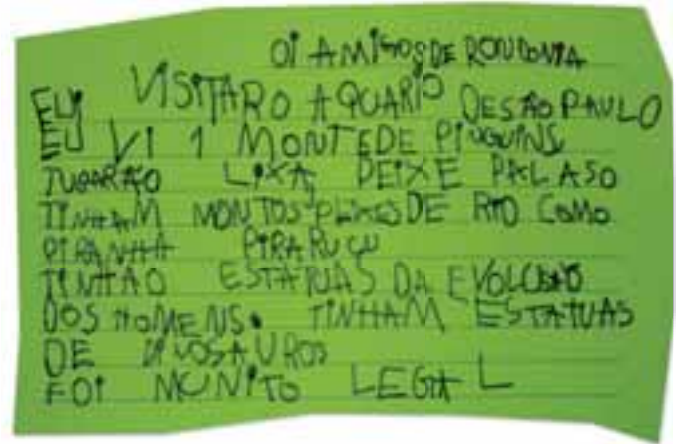 OI AMIGOS DE RONDONIA
EUI VISITARO AQUARIO DE SÃO PAULO
EU VI 1 MONTE DE PINGUINS
TUBARÃO LIXA, PEIXE PALASO
TINHAM MONTOS PEIXES DE RIO COMO
PIRANHA PIRARUCU
TINHAO ESTATUAS DA EVOLUSÃO
DOS HOMENS. TINHAM ESTATUAS
DE DINOSAUROS
FOI MUNITO LEGAL